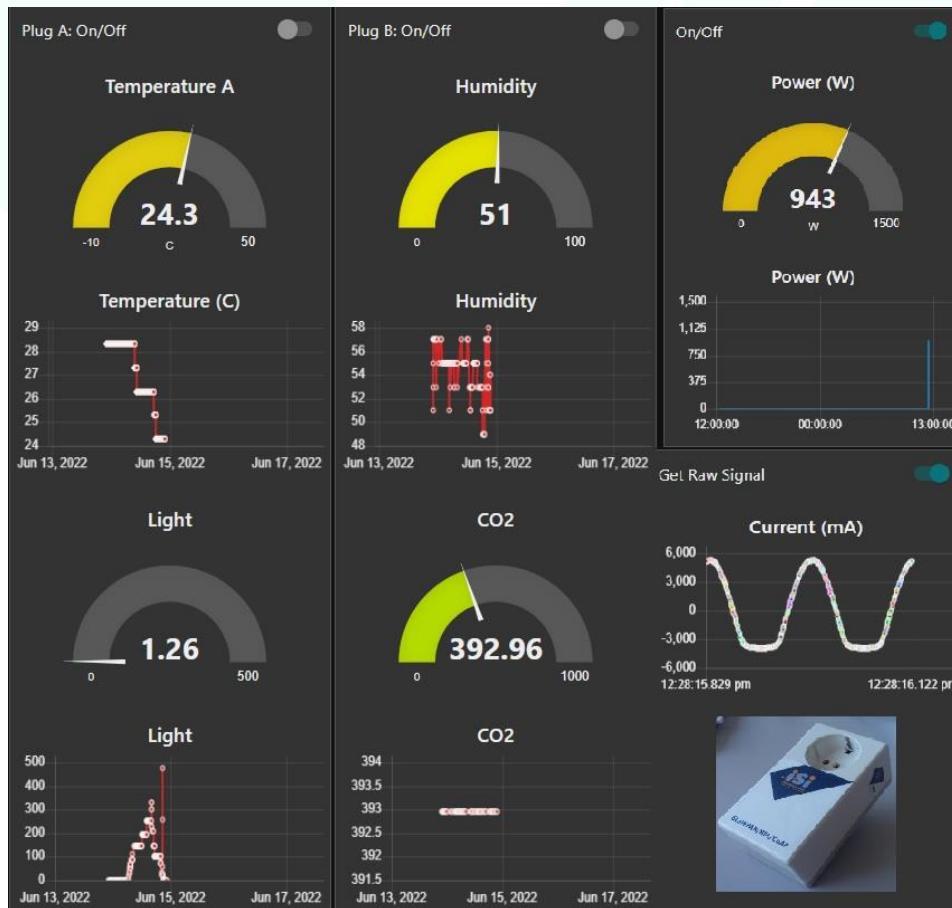 Plug A: On/Off
Temperature A
24.3
-10
C
50
Temperature (C)
29
28
27
26
25
24
Jun 13, 2022
Jun 15, 2022
Jun 17, 2022
Light
1.26
0
500
Light
500
400
300
200
100
0
Jun 13, 2022
Jun 15, 2022
Jun 17, 2022
Plug B: On/Off
Humidity
51
0
100
Humidity
58
56
54
52
50
48
Jun 13, 2022
Jun 15, 2022
Jun 17, 2022
CO2
392.96
0
1000
CO2
394
393.5
393
392.5
392
391.5
Jun 13, 2022
Jun 15, 2022
Jun 17, 2022
On/Off
Power (W)
943
0
W
1500
Power (W)
1,500
1,125
750
375
0
12:00:00
00:00:00
13:00:00
Get Raw Signal
Current (mA)
6,000
3,000
0
-3,000
-6,000
12:28:15.829 pm
12:28:16.122 pm
isi